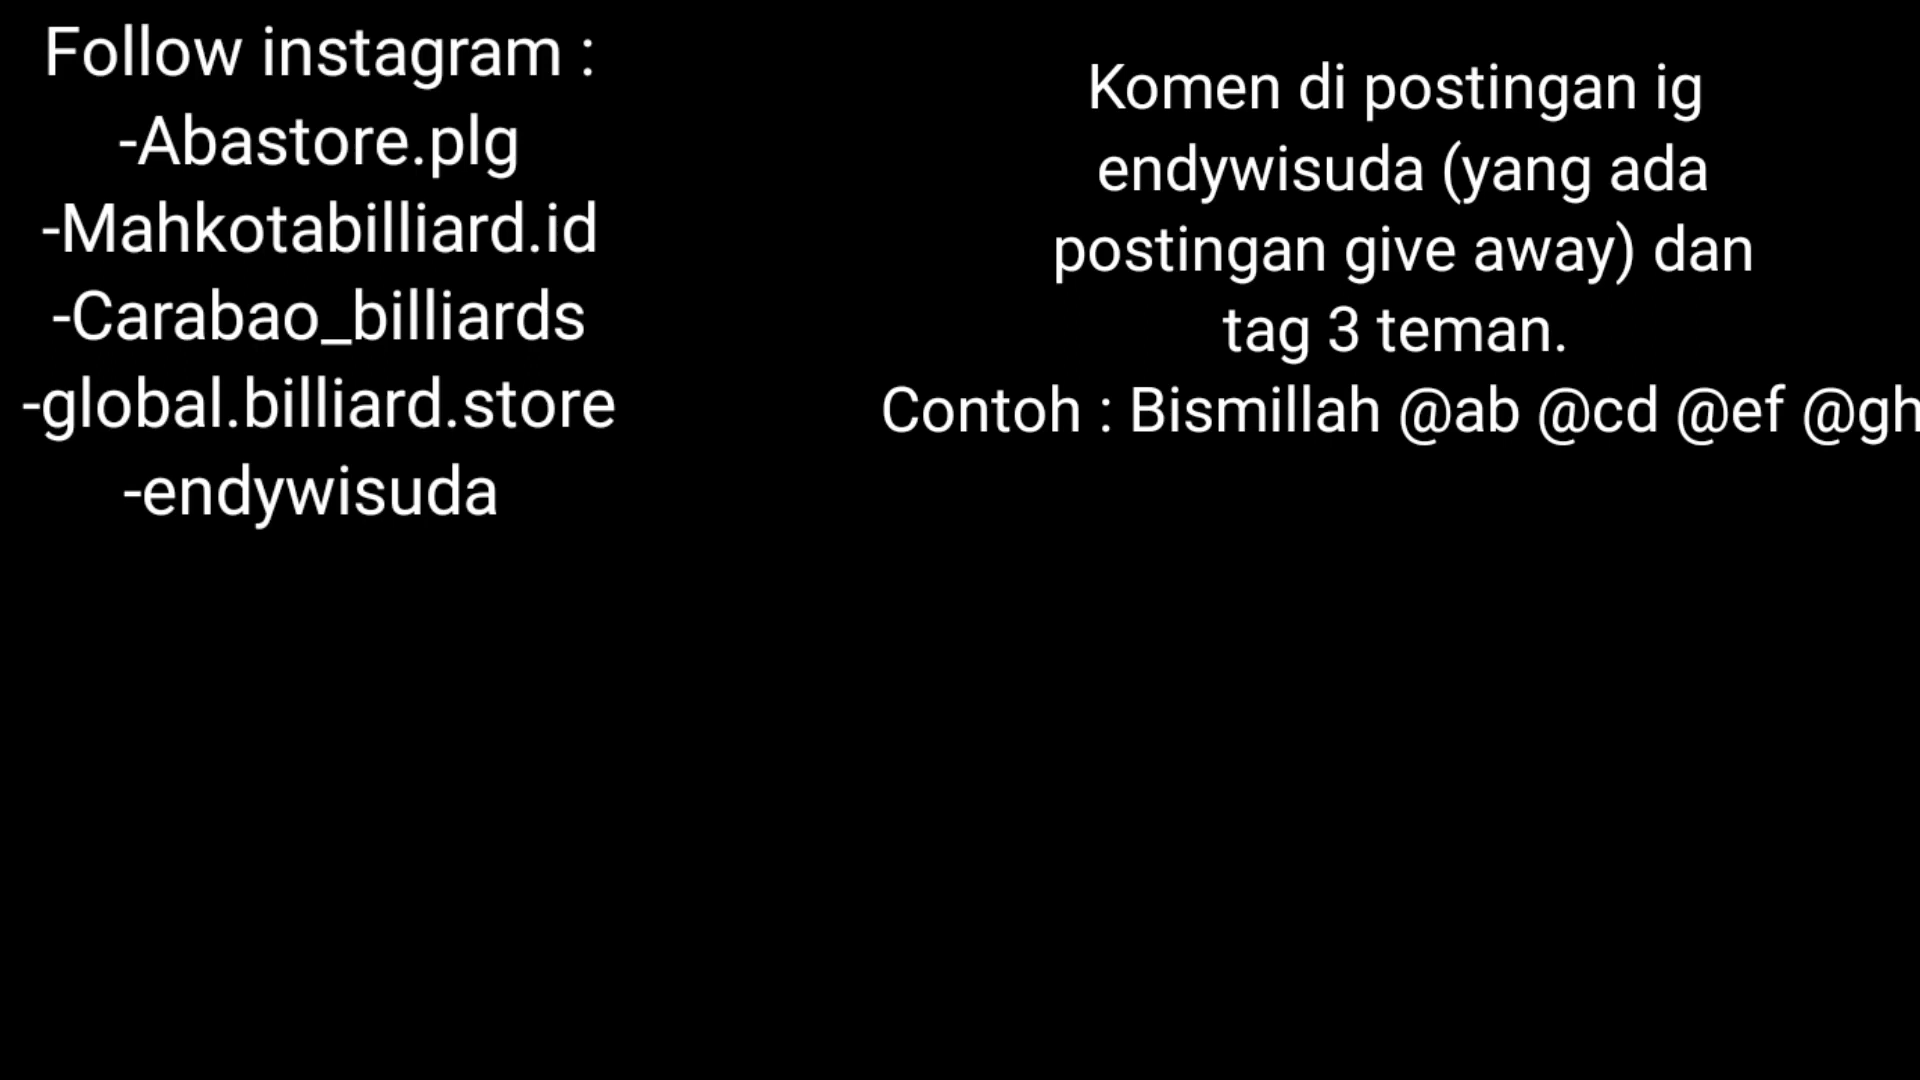 Follow instagram :
-Abastore.plg
-Mahkotabilliard.id
-Carabao_billiards
-global.billiard.store
-endywisuda
Komen di postingan ig
endywisuda (yang ada
postingan give away) dan
tag 3 teman.
Contoh : Bismillah @ab @cd @ef @gh